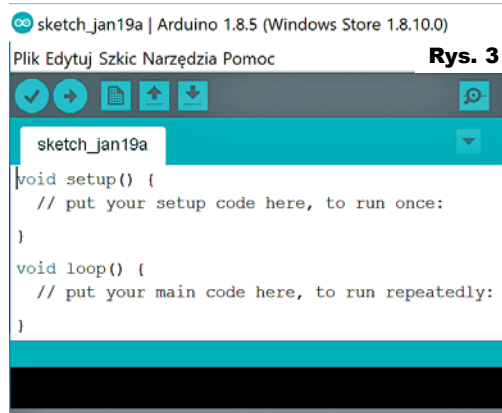 sketch_jan19a | Arduino 1.8.5 (Windows Store 1.8.10.0)
Plik Edytuj Szkic Narzędzia Pomoc
Rys. 3
sketch_jan19a
void setup() {
  // put your setup code here, to run once:
}
void loop() {
  // put your main code here, to run repeatedly:
}